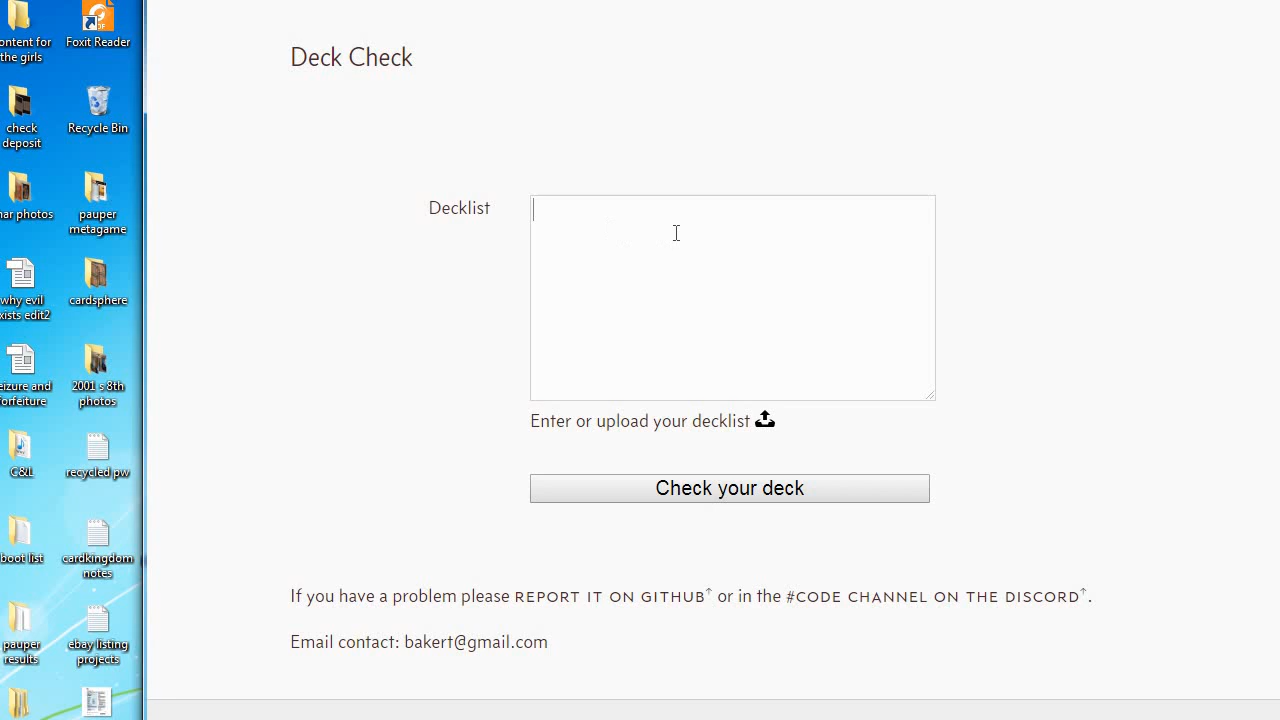 ontent for
the girls
Foxit Reader
check
deposit
Recycle Bin
nar photos
pauper
metagame
why evil
xists edit2
cardsphere
eizure and
forfeiture
2001 s 8th
photos
C&L
recycled pw
boot list
cardkingdom
notes
pauper
results
ebay listing
projects
Deck Check
Decklist
Enter or upload your decklist
Check your deck
If you have a problem please REPORT IT ON GITHUB↑ or in the #CODE CHANNEL ON THE DISCORD↑.
Email contact: bakert@gmail.com